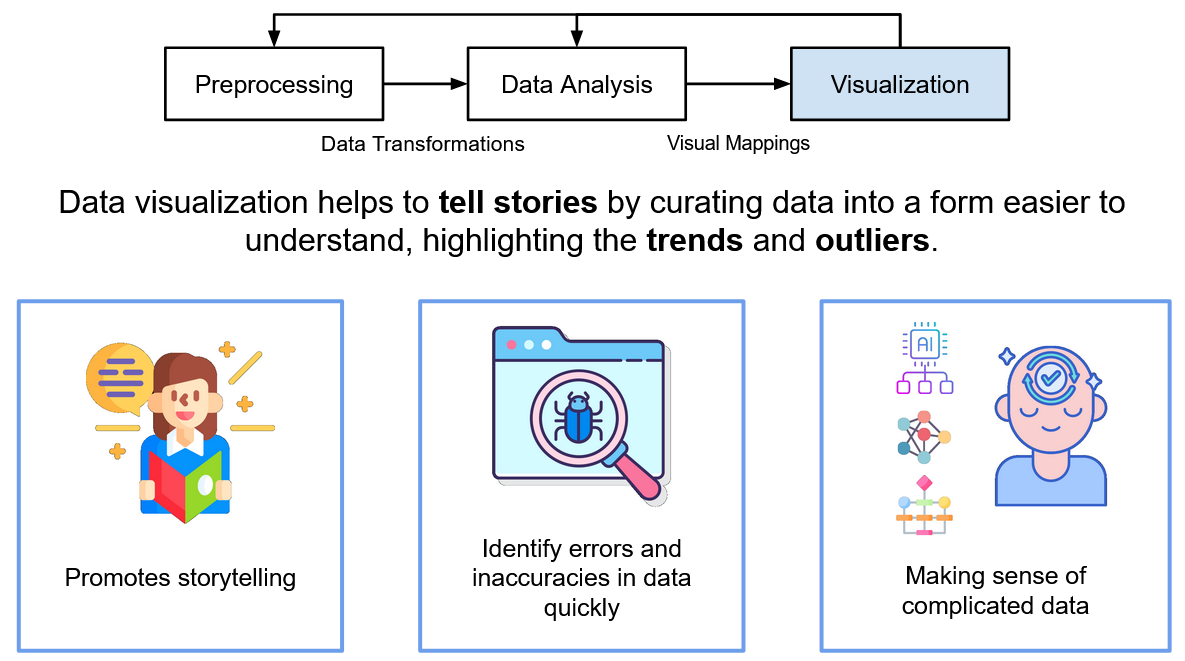 Preprocessing
Data Analysis
Visualization
Data Transformations
Visual Mappings
Data visualization helps to tell stories by curating data into a form easier to
understand, highlighting the trends and outliers.
Promotes storytelling
Identify errors and
inaccuracies in data
quickly
AI
Making sense of
complicated data